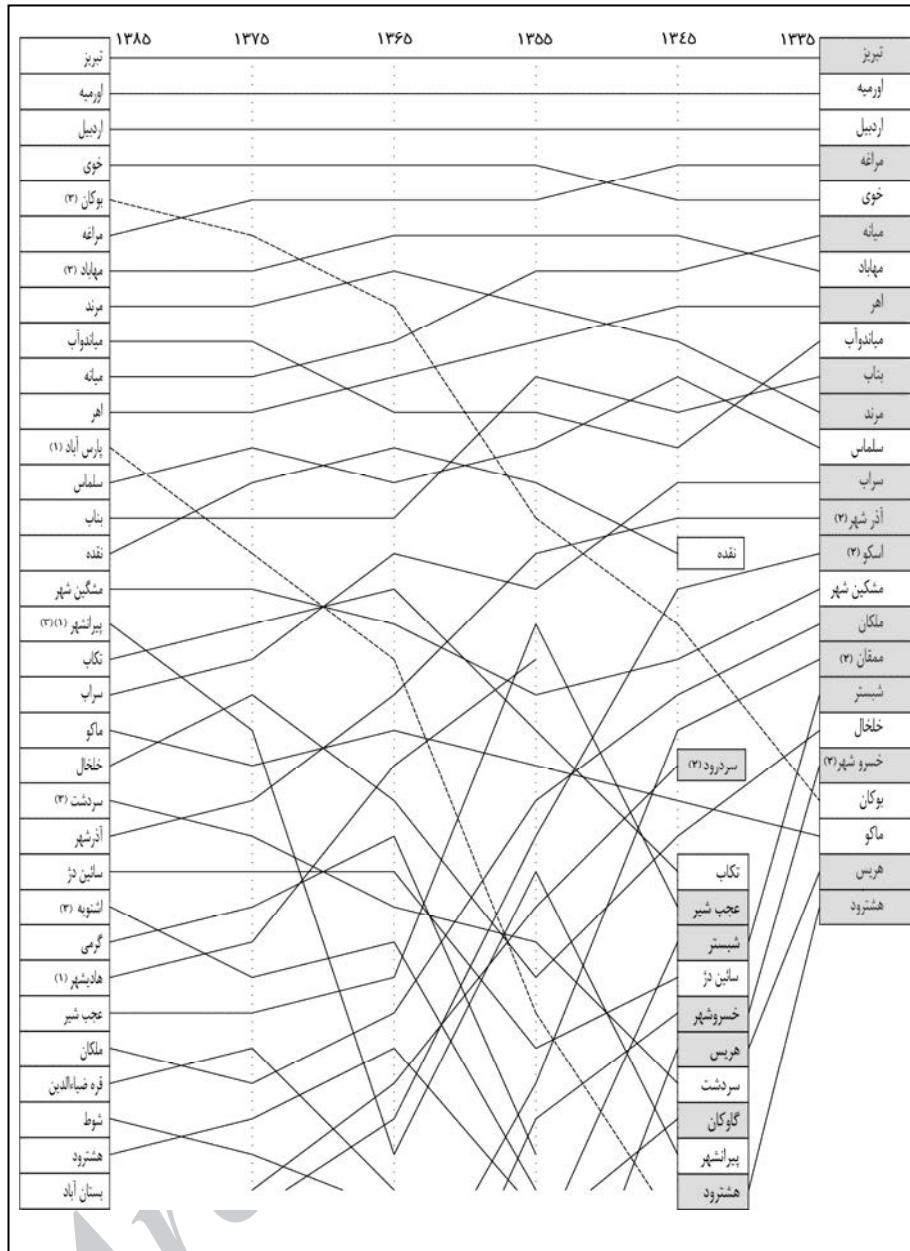 ۱۳۳۵ ۱۳۴۵ ۱۳۵۵ ۱۳۶۵ ۱۳۷۵ ۱۳۸۵
تبریز
اورمیه
اردبیل
مراغه
خوی
میانه
مهاباد
اهر
میاندوآب
بناب
مرند
سلماس
سراب
آذر شهر (۲)
اسکو (۲)
مشکین شهر
ملکان
ممقان (۲)
شبستر
خلخال
خسرو شهر (۲)
بوکان
ماکو
هریس
هشترود
نقده
سردرود (۲)
تکاب
عجب شیر
شبستر
سائین دژ
خسروشهر
هریس
سردشت
گاوکان
پیرانشهر
هشترود
تبریز
اورمیه
اردبیل
خوی
بوکان (۳)
مراغه
مهاباد (۳)
مرند
میاندوآب
میانه
اهر
پارس آباد (۱)
سلماس
بناب
نقده
مشگین شهر
پیرانشهر (۱)(۳)
تکاب
سراب
ماکو
خلخال
سردشت (۳)
آذرشهر
سائین دژ
اشنویه (۳)
گرمی
هادیشهر (۱)
عجب شیر
ملکان
قره ضیاءالدین
شوط
هشترود
بستان آباد